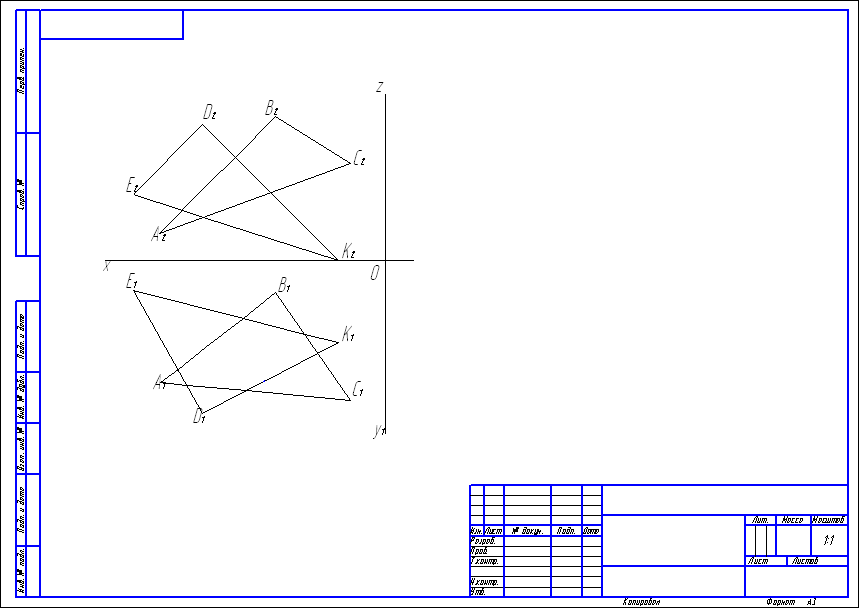 Перв. примен.
Справ. №
Подп. и дата
Инв. № дубл.
Взам. инв. №
Подп. и дата
Инв. № подл.
z
D2
B2
C2
E2
A2
K2
x
0
E1
B1
K1
A1
C1
D1
y1
Изм. Лист № докум. Подп. Дата
Разраб.
Пров.
Т.контр.
Н.контр.
Утв.
Лит. Масса Масштаб
1:1
Лист Листов
Копировал Формат A3